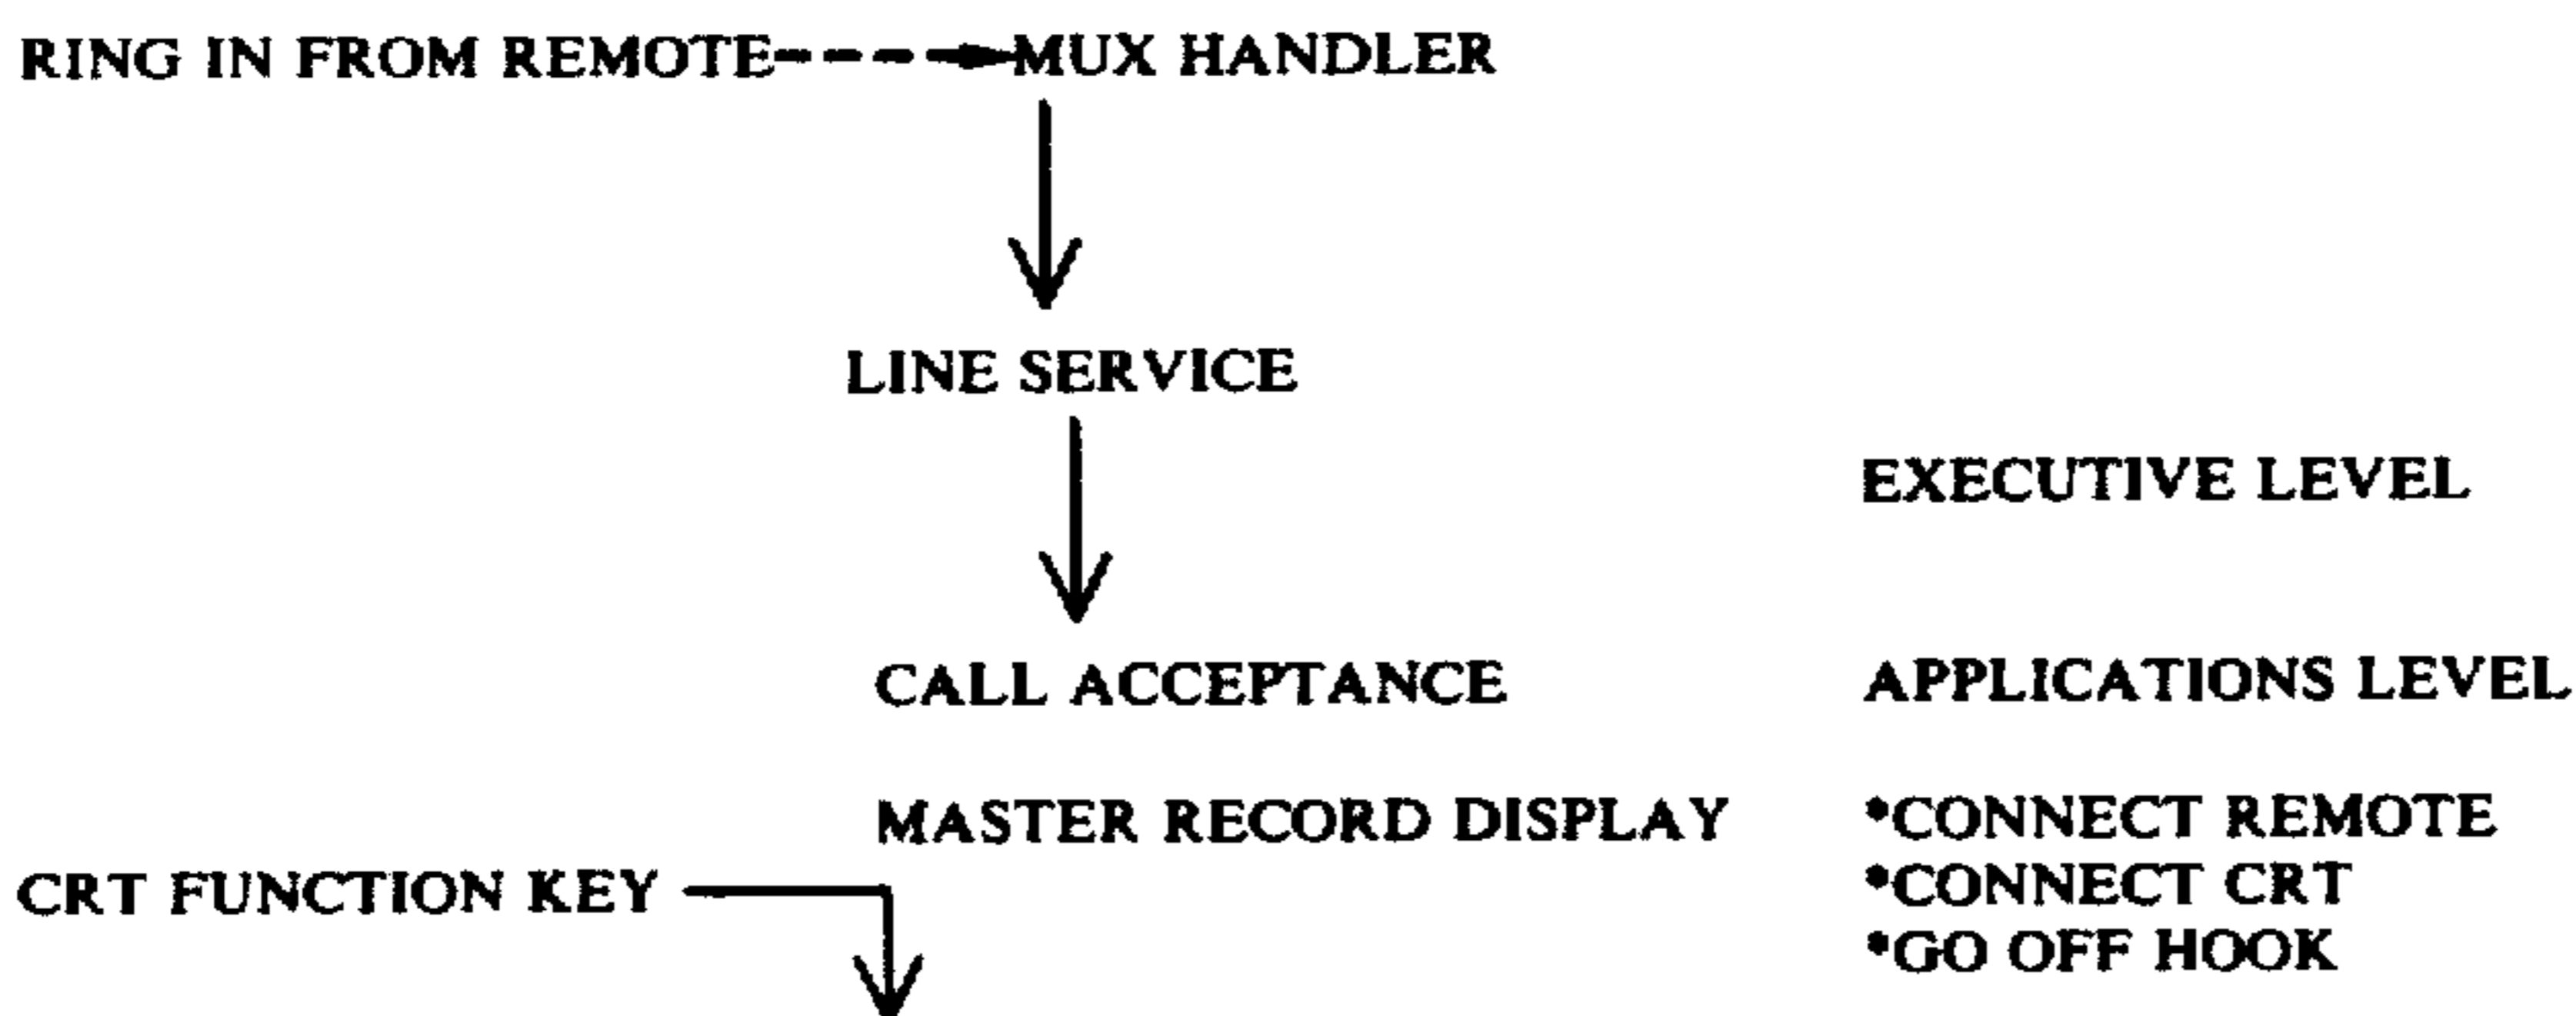 RING IN FROM REMOTE
MUX HANDLER
LINE SERVICE
EXECUTIVE LEVEL
CALL ACCEPTANCE
APPLICATIONS LEVEL
MASTER RECORD DISPLAY
*CONNECT REMOTE
CRT FUNCTION KEY
*CONNECT CRT
*GO OFF HOOK